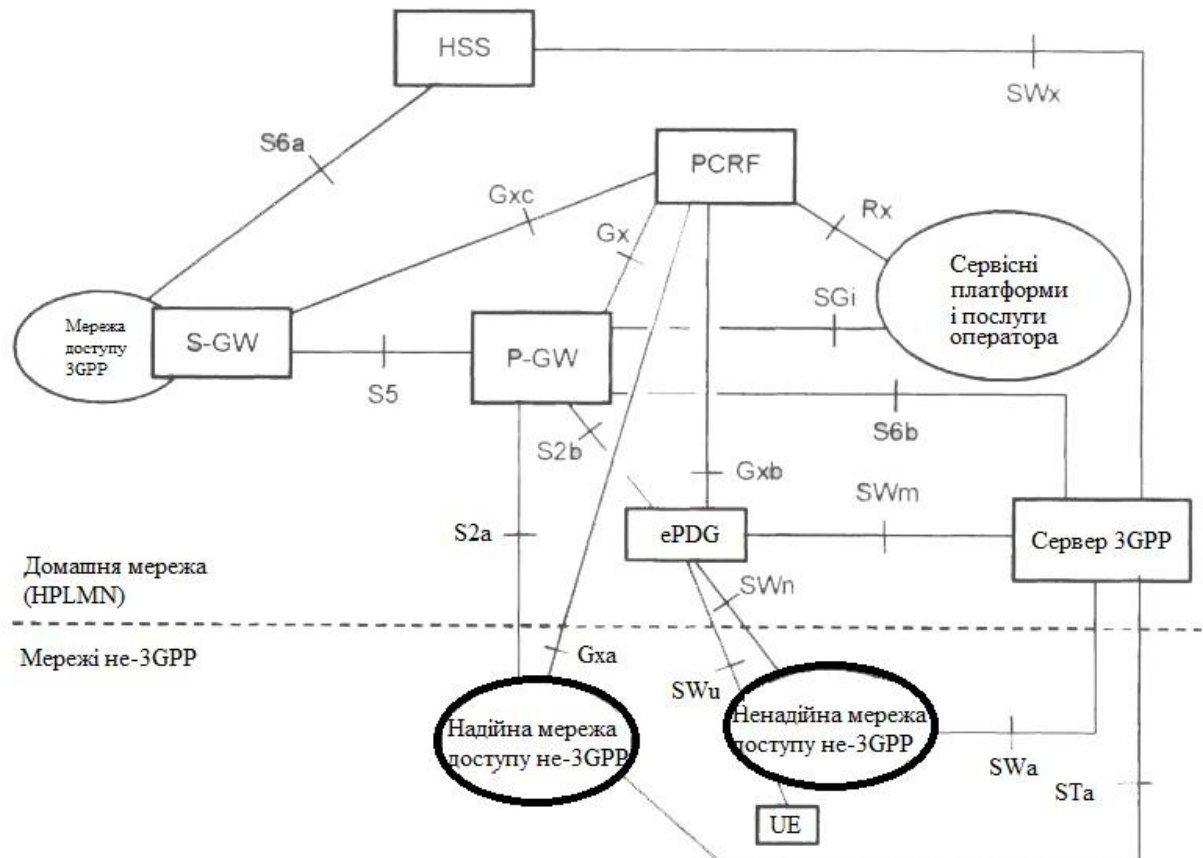 HSS
SWx
S6a
PCRF
Gxc
Rx
Gx
Сервісні
платформи
і послуги
оператора
SGi
Мережа
доступу
3GPP
S-GW
P-GW
S5
S6b
S2b
Gxb
SWm
S2a
ePDG
Сервер 3GPP
Домашня мережа
(HPLMN)
SWn
Мережі не-3GPP
Gxa
SWu
Надійна мережа
доступу не-3GPP
Ненадійна мережа
доступу не-3GPP
SWa
STa
UE